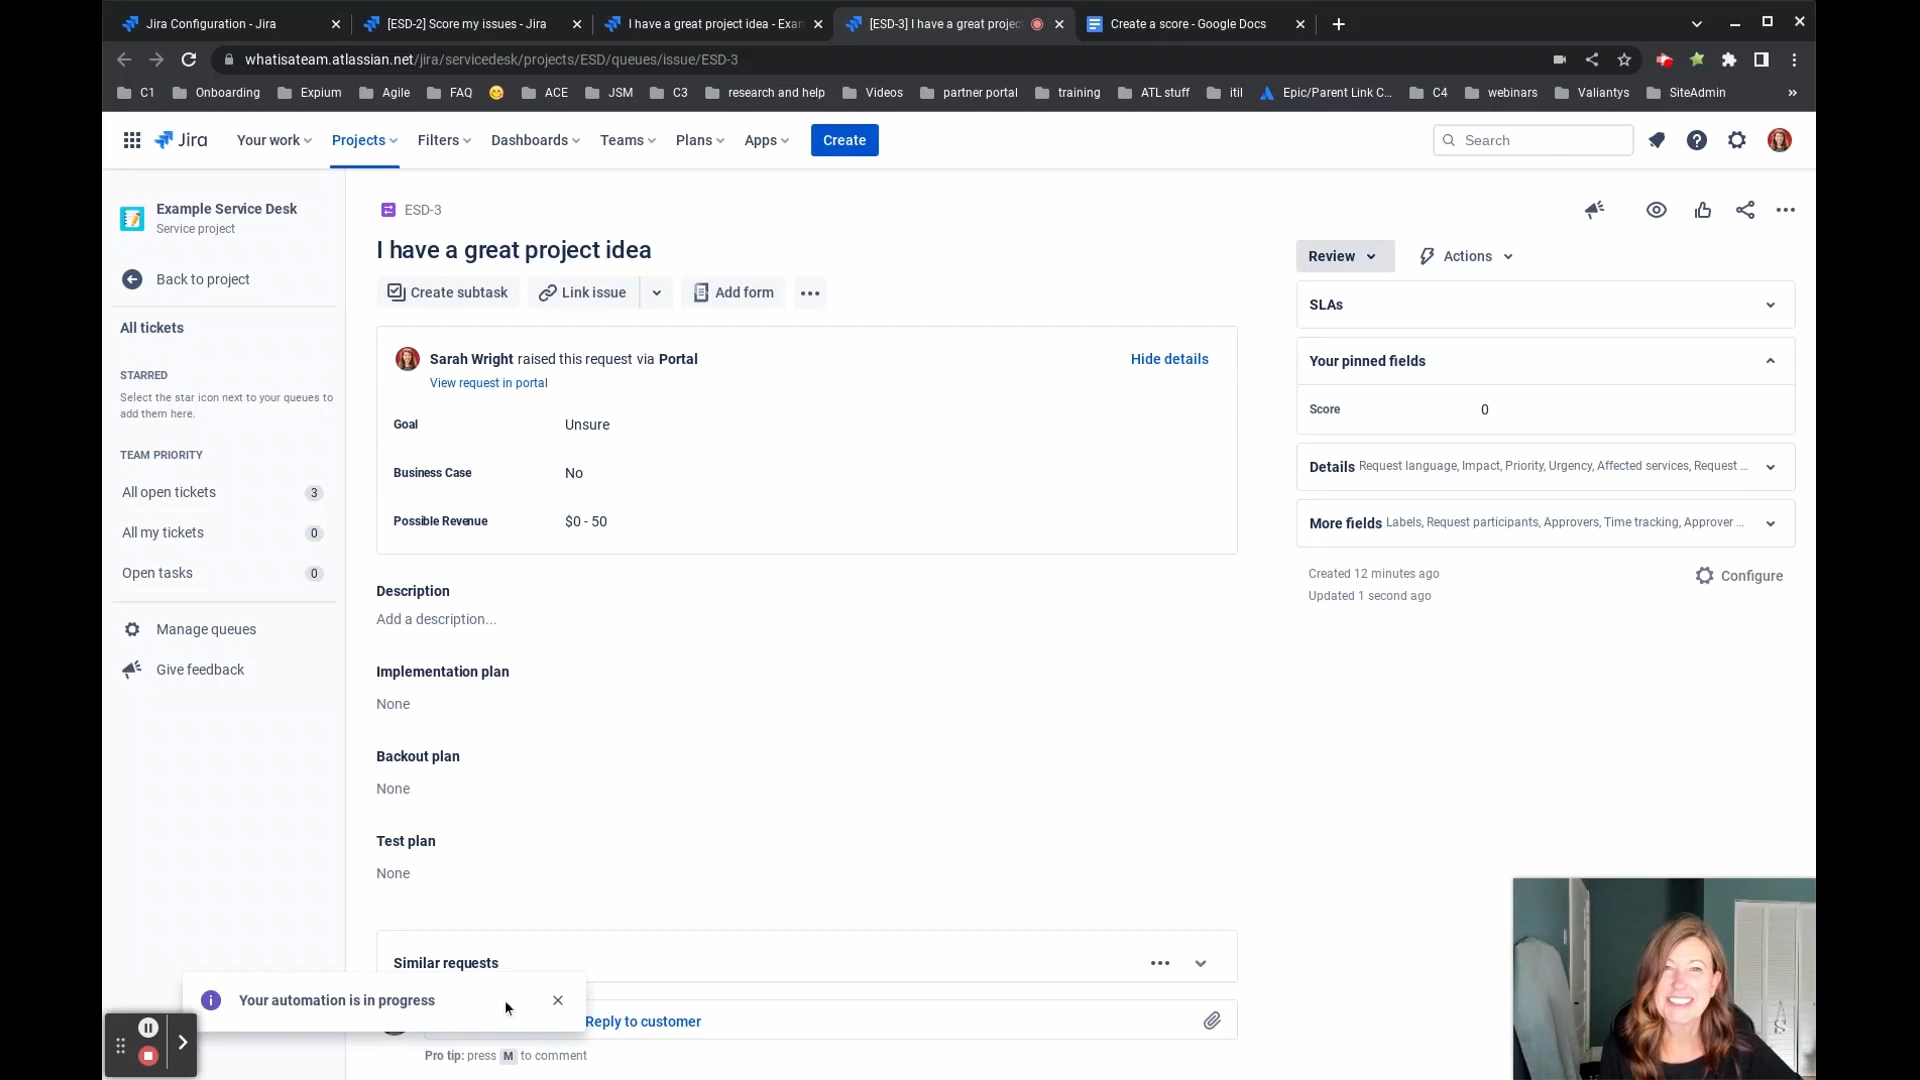 Jira Configuration - Jira
[ESD-2] Score my issues - Jira
I have a great project idea - Exam
[ESD-3] I have a great project
Create a score - Google Docs
whatisateam.atlassian.net/jira/servicedesk/projects/ESD/queues/issue/ESD-3
C1
Onboarding
Expium
Agile
FAQ
ACE
JSM
C3
research and help
Videos
partner portal
training
ATL stuff
itil
Epic/Parent Link C...
C4
webinars
Valiantys
SiteAdmin
»
Jira
Your work
Projects
Filters
Dashboards
Teams
Plans
Apps
Create
Search
Example Service Desk
Service project
Back to project
All tickets
STARRED
Select the star icon next to your queues to
add them here.
TEAM PRIORITY
All open tickets 3
All my tickets 0
Open tasks 0
Manage queues
Give feedback
ESD-3
I have a great project idea
Create subtask
Link issue
Add form
Sarah Wright raised this request via Portal
Hide details
View request in portal
Goal Unsure
Business Case No
Possible Revenue $0 - 50
Description
Add a description...
Implementation plan
None
Backout plan
None
Test plan
None
Similar requests
Reply to customer
Pro tip: press M to comment
Review
Actions
SLAs
Your pinned fields
Score 0
Details Request language, Impact, Priority, Urgency, Affected services, Request ...
More fields Labels, Request participants, Approvers, Time tracking, Approver ...
Created 12 minutes ago
Updated 1 second ago
Configure
Your automation is in progress